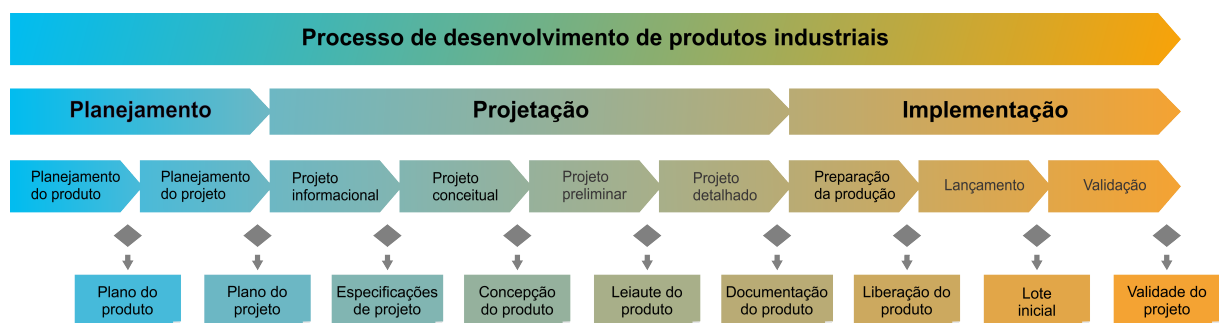 Processo de desenvolvimento de produtos industriais
Planejamento
Projetação
Implementação
Planejamento
do produto
Planejamento
do projeto
Projeto
informacional
Projeto
conceitual
Projeto
preliminar
Projeto
detalhado
Preparação
da produção
Lançamento
Validação
Plano do
produto
Plano do
projeto
Especificações
de projeto
Concepção
do produto
Leiaute do
produto
Documentação
do produto
Liberação do
produto
Lote
inicial
Validade do
projeto